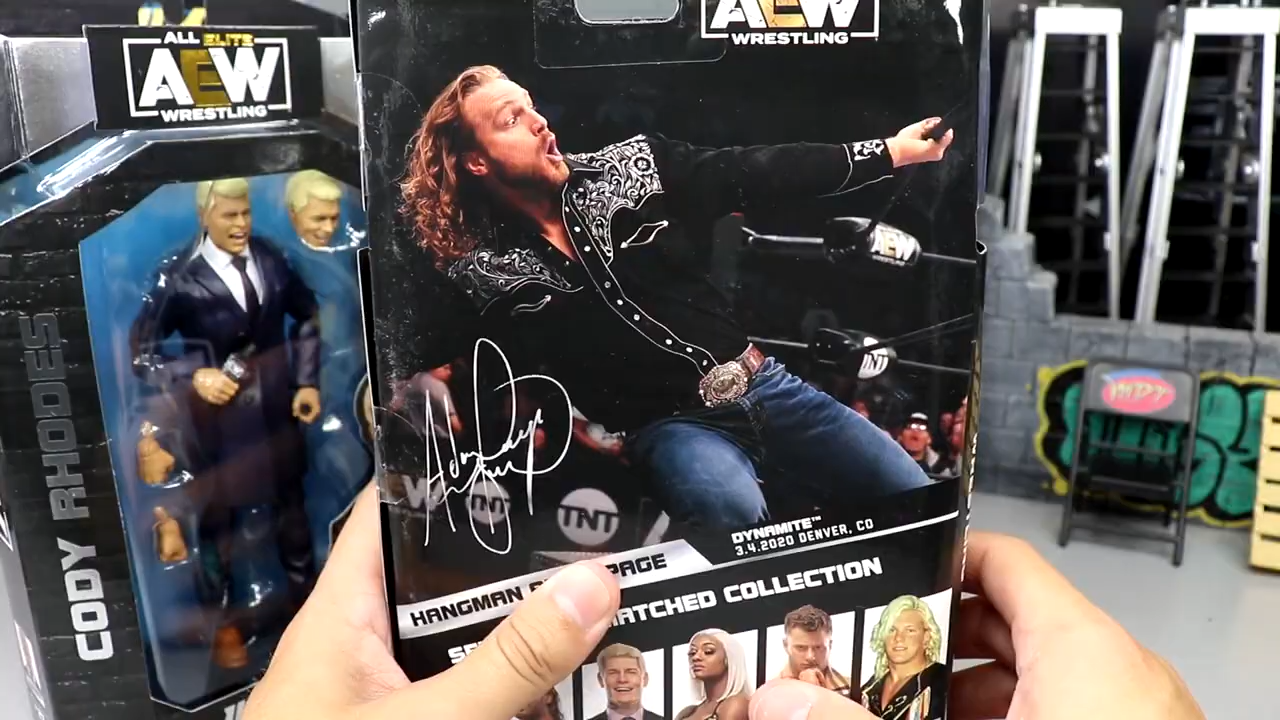 ALL ELITE
AEW
WRESTLING
CODY RHODES
AEW
WRESTLING
AEW
TNT
TNT
TNT
DYNAMITE™
3.4.2020 DENVER, CO
HANGMAN PAGE
MATCHED COLLECTION